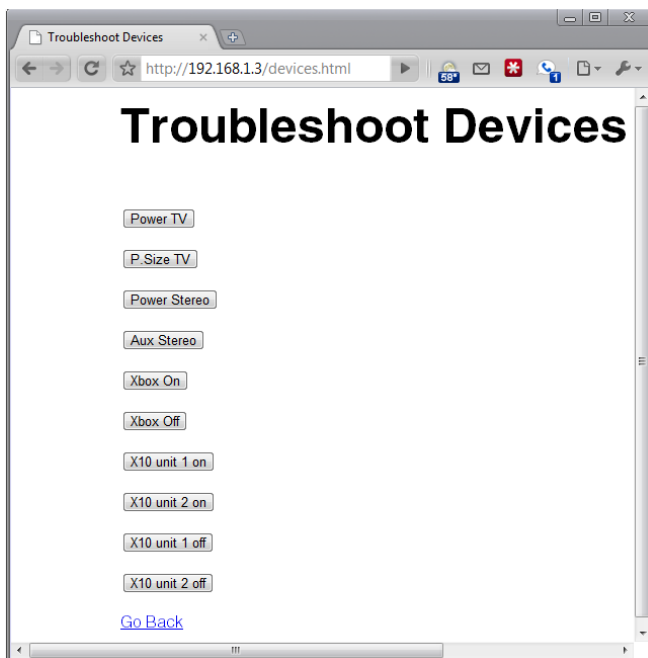 Troubleshoot Devices
http://192.168.1.3/devices.html
58°
1
Troubleshoot Devices
Power TV
P.Size TV
Power Stereo
Aux Stereo
Xbox On
Xbox Off
X10 unit 1 on
X10 unit 2 on
X10 unit 1 off
X10 unit 2 off
Go Back